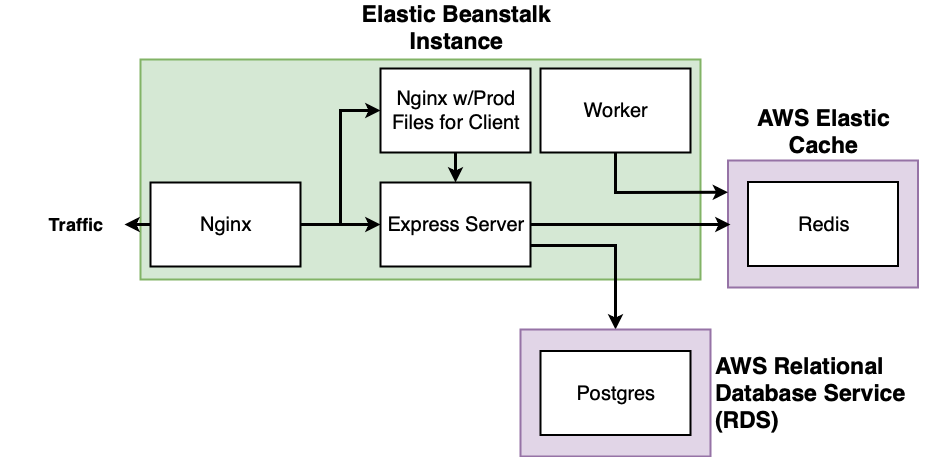 Elastic Beanstalk
Instance
Nginx w/Prod
Files for Client
Worker
AWS Elastic
Cache
Traffic
Nginx
Express Server
Redis
Postgres
AWS Relational
Database Service
(RDS)